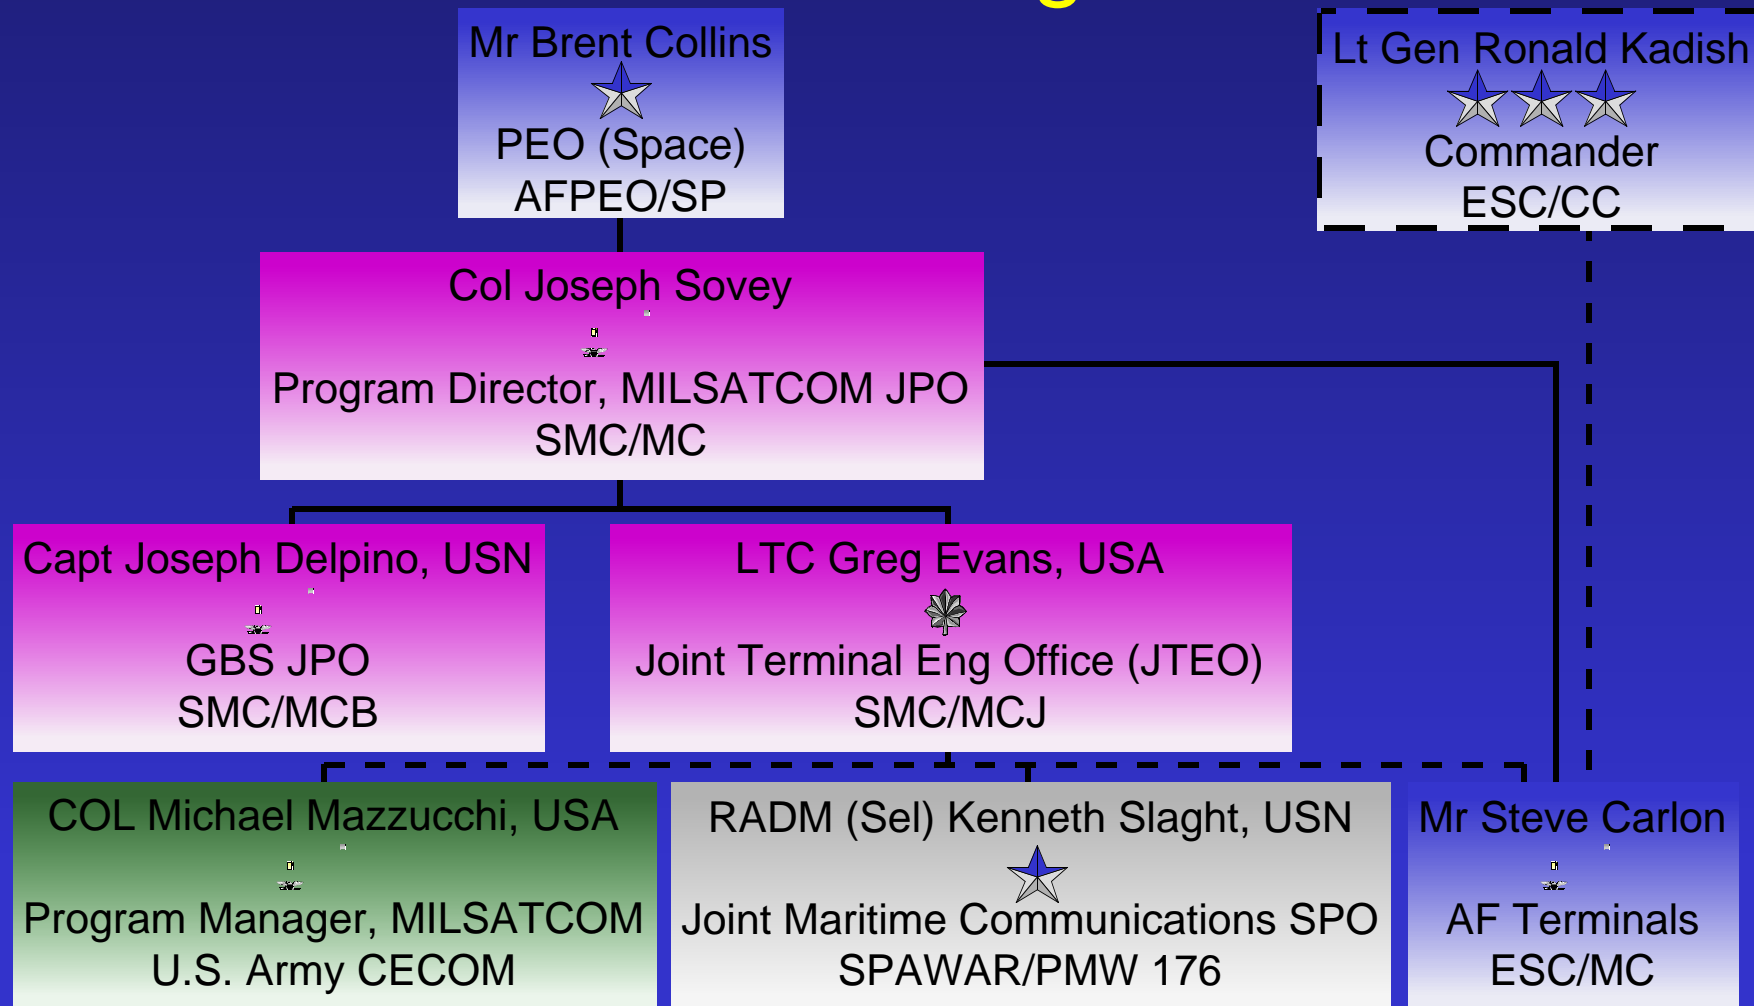 Mr Brent Collins
PEO (Space)
AFPEO/SP
Lt Gen Ronald Kadish
Commander
ESC/CC
Col Joseph Sovey
Program Director, MILSATCOM JPO
SMC/MC
Capt Joseph Delpino, USN
GBS JPO
SMC/MCB
LTC Greg Evans, USA
Joint Terminal Eng Office (JTEO)
SMC/MCJ
COL Michael Mazzucchi, USA
Program Manager, MILSATCOM
U.S. Army CECOM
RADM (Sel) Kenneth Slaght, USN
Joint Maritime Communications SPO
SPAWAR/PMW 176
Mr Steve Carlon
AF Terminals
ESC/MC